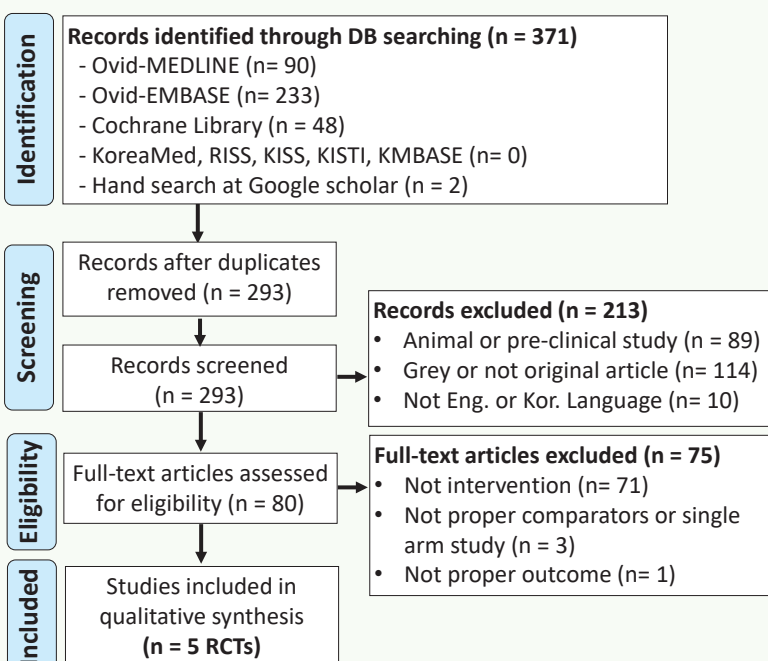 Identification
Records identified through DB searching (n = 371)
- Ovid-MEDLINE (n= 90)
- Ovid-EMBASE (n= 233)
- Cochrane Library (n = 48)
- KoreaMed, RISS, KISS, KISTI, KMBASE (n= 0)
- Hand search at Google scholar (n = 2)
Screening
Records after duplicates
removed (n = 293)
Records screened
(n = 293)
Records excluded (n = 213)
• Animal or pre-clinical study (n = 89)
• Grey or not original article (n= 114)
• Not Eng. or Kor. Language (n= 10)
Eligibility
Full-text articles assessed
for eligibility (n = 80)
Full-text articles excluded (n = 75)
• Not intervention (n= 71)
• Not proper comparators or single
arm study (n = 3)
• Not proper outcome (n= 1)
Included
Studies included in
qualitative synthesis
(n = 5 RCTs)